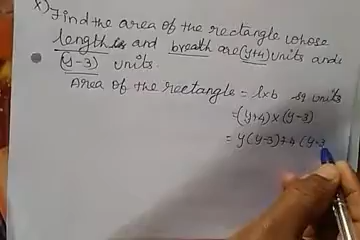 x) Find the area of the rectangle whose
length is and breath are (y+4) units and
(y-3) units.
Area of the rectangle = l×b sq units
=(y+4)×(y-3)
= y(y-3)+4(y-3